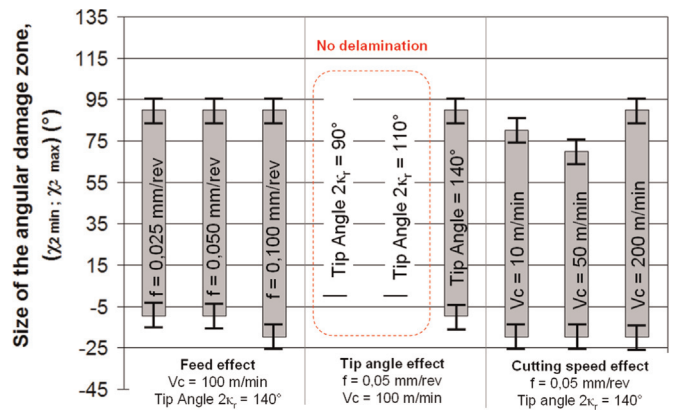 Size of the angular damage zone,
(χ2 min ; χ2 max) (°)
135
115
95
75
55
35
15
-5
-25
-45
No delamination
f = 0,025 mm/rev
f = 0,050 mm/rev
f = 0,100 mm/rev
Tip Angle 2κr = 90°
Tip Angle 2κr = 110°
Tip Angle = 140°
Vc = 10 m/min
Vc = 50 m/min
Vc = 200 m/min
Feed effect
Vc = 100 m/min
Tip Angle 2κr = 140°
Tip angle effect
f = 0,05 mm/rev
Vc = 100 m/min
Cutting speed effect
f = 0,05 mm/rev
Tip angle 2κr = 140°